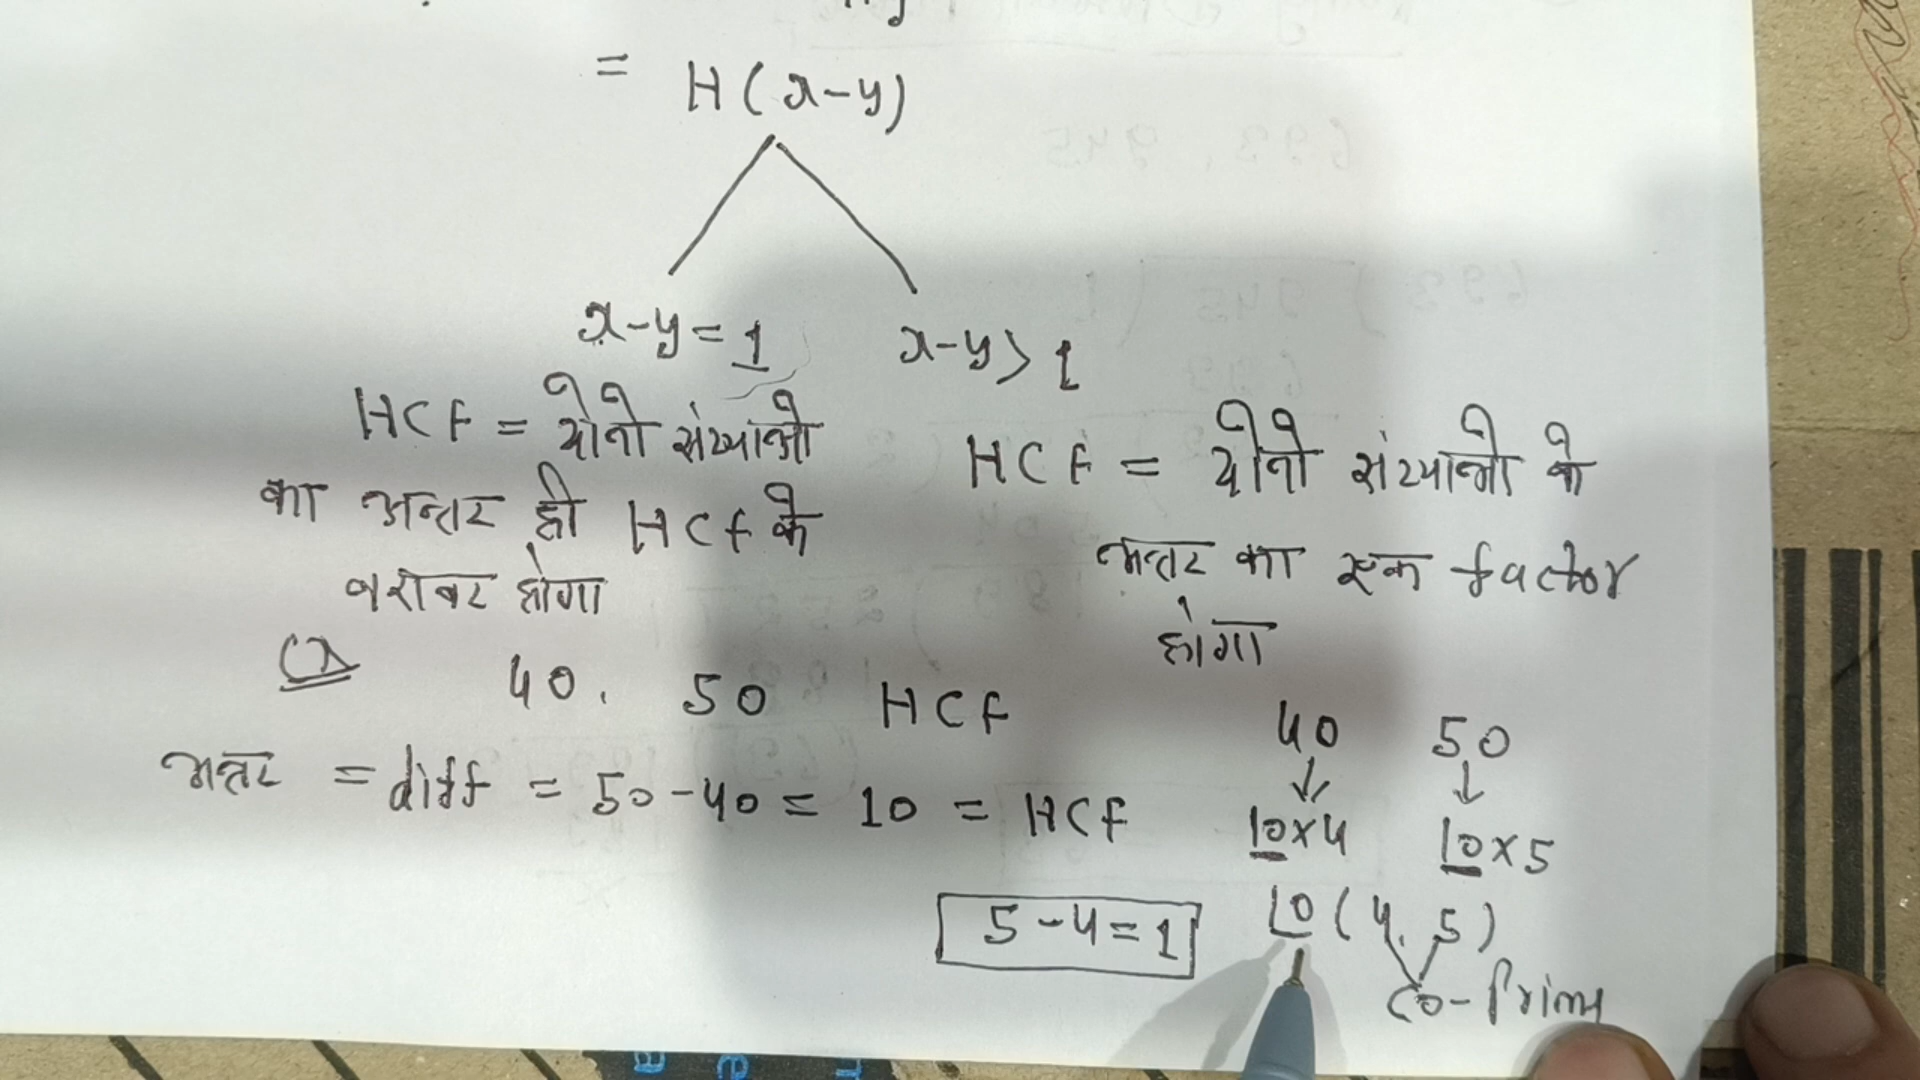 = H(x-y)
x-y=1
x-y>1
HCF = दोनो संख्याओ
का अन्तर ही HCF के
बराबर होगा
HCF = दोनो संख्याओ के
अन्तर का एक factor
होगा
Ex
40, 50 HCF
अन्तर = diff = 50-40 = 10 = HCF
40 50
10×4 10×5
5-4=1
10(4, 5)
Co-Prime